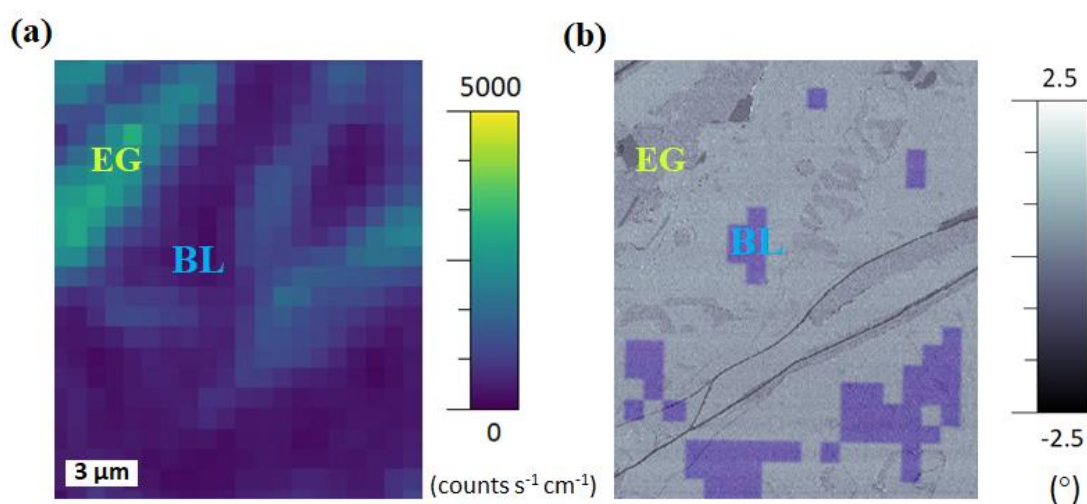 (a)
EG
BL
3 µm
5000
0
(counts s⁻¹ cm⁻¹)
(b)
EG
BL
2.5
-2.5
(°)